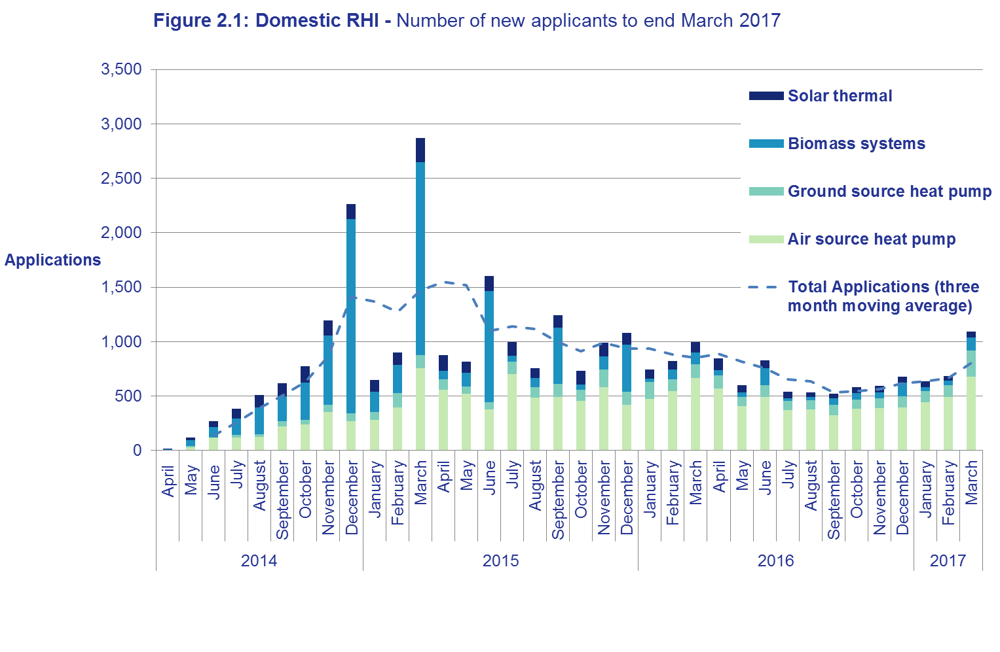 Figure 2.1: Domestic RHI - Number of new applicants to end March 2017
3,500
3,000
2,500
2,000
1,500
1,000
500
0
Applications
Solar thermal
Biomass systems
Ground source heat pump
Air source heat pump
Total Applications (three
month moving average)
April
May
June
July
August
September
October
November
December
January
February
March
April
May
June
July
August
September
October
November
December
January
February
March
April
May
June
July
August
September
October
November
December
January
February
March
2014
2015
2016
2017